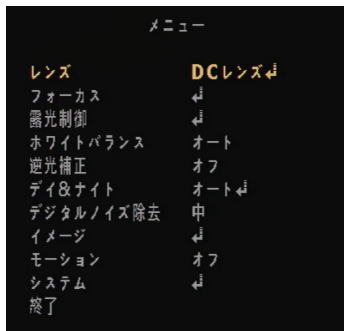 メニュー
レンズ DCレンズ↲
フォーカス ↲
露光制御 ↲
ホワイトバランス オート
逆光補正 オフ
デイ&ナイト オート↲
デジタルノイズ除去 中
イメージ ↲
モーション オフ
システム ↲
終了